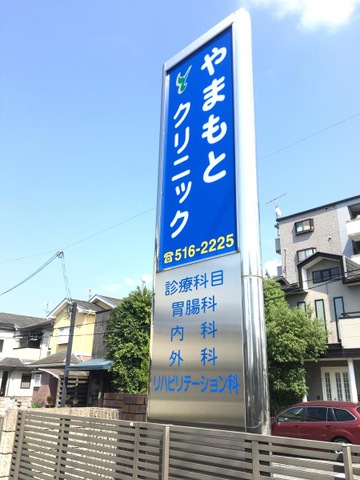 やまもと
クリニック
☎516-2225
診療科目
胃腸科
内科
外科
リハビリテーション科